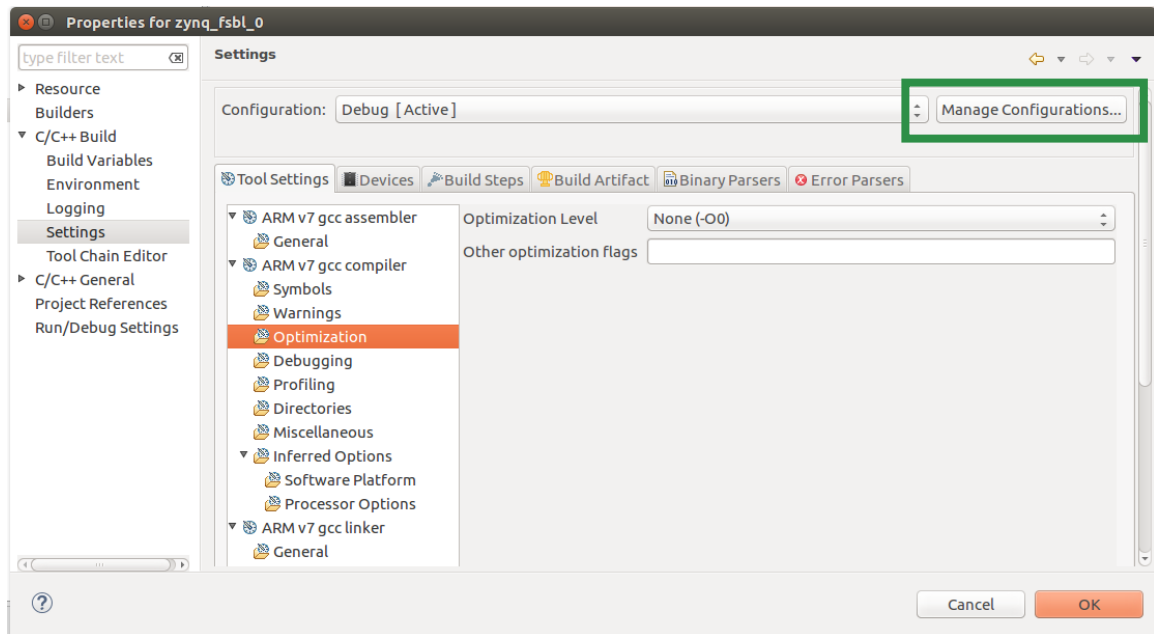 Properties for zynq_fsbl_0
type filter text
Resource
Builders
C/C++ Build
Build Variables
Environment
Logging
Settings
Tool Chain Editor
C/C++ General
Project References
Run/Debug Settings
Settings
Configuration: Debug [Active] Manage Configurations...
Tool Settings Devices Build Steps Build Artifact Binary Parsers Error Parsers
ARM v7 gcc assembler
General
ARM v7 gcc compiler
Symbols
Warnings
Optimization
Debugging
Profiling
Directories
Miscellaneous
Inferred Options
Software Platform
Processor Options
ARM v7 gcc linker
General
Optimization Level None (-O0)
Other optimization flags
Cancel OK